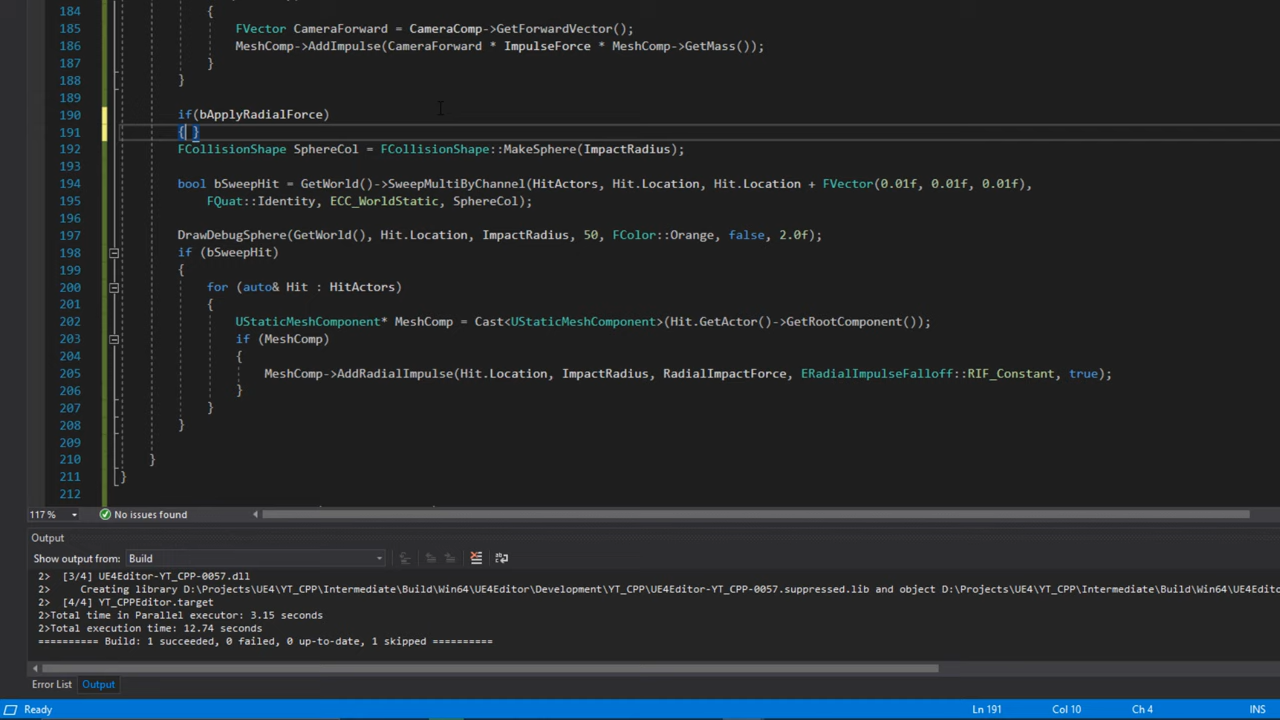 184 {
185 FVector CameraForward = CameraComp->GetForwardVector();
186 MeshComp->AddImpulse(CameraForward * ImpulseForce * MeshComp->GetMass());
187 }
188 }
189
190 if(bApplyRadialForce)
191 { }
192 FCollisionShape SphereCol = FCollisionShape::MakeSphere(ImpactRadius);
193
194 bool bSweepHit = GetWorld()->SweepMultiByChannel(HitActors, Hit.Location, Hit.Location + FVector(0.01f, 0.01f, 0.01f),
195 FQuat::Identity, ECC_WorldStatic, SphereCol);
196
197 DrawDebugSphere(GetWorld(), Hit.Location, ImpactRadius, 50, FColor::Orange, false, 2.0f);
198 if (bSweepHit)
199 {
200 for (auto& Hit : HitActors)
201 {
202 UStaticMeshComponent* MeshComp = Cast<UStaticMeshComponent>(Hit.GetActor()->GetRootComponent());
203 if (MeshComp)
204 {
205 MeshComp->AddRadialImpulse(Hit.Location, ImpactRadius, RadialImpactForce, ERadialImpulseFalloff::RIF_Constant, true);
206 }
207 }
208 }
209
210 }
211 }
212
117 % No issues found
Output
Show output from: Build
2> [3/4] UE4Editor-YT_CPP-0057.dll
2> Creating library D:\Projects\UE4\YT_CPP\Intermediate\Build\Win64\UE4Editor\Development\YT_CPP\UE4Editor-YT_CPP-0057.suppressed.lib and object D:\Projects\UE4\YT_CPP\Intermediate\Build\Win64\UE4Edito
2> [4/4] YT_CPPEditor.target
2>Total time in Parallel executor: 3.15 seconds
2>Total execution time: 12.74 seconds
========== Build: 1 succeeded, 0 failed, 0 up-to-date, 1 skipped ==========
Error List Output
Ready Ln 191 Col 10 Ch 4 INS